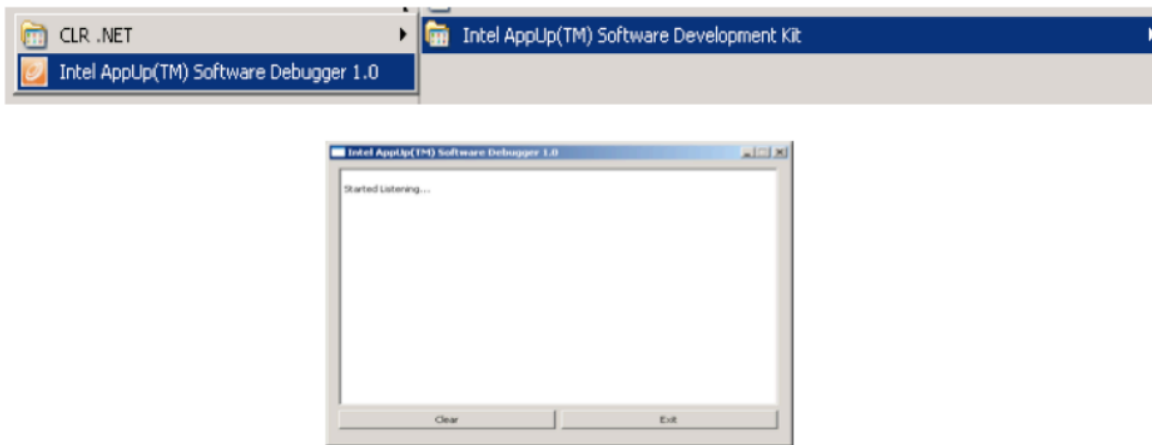 CLR .NET
Intel AppUp(TM) Software Development Kit
Intel AppUp(TM) Software Debugger 1.0
Intel AppUp(TM) Software Debugger 1.0
Started Listening...
Clear
Exit